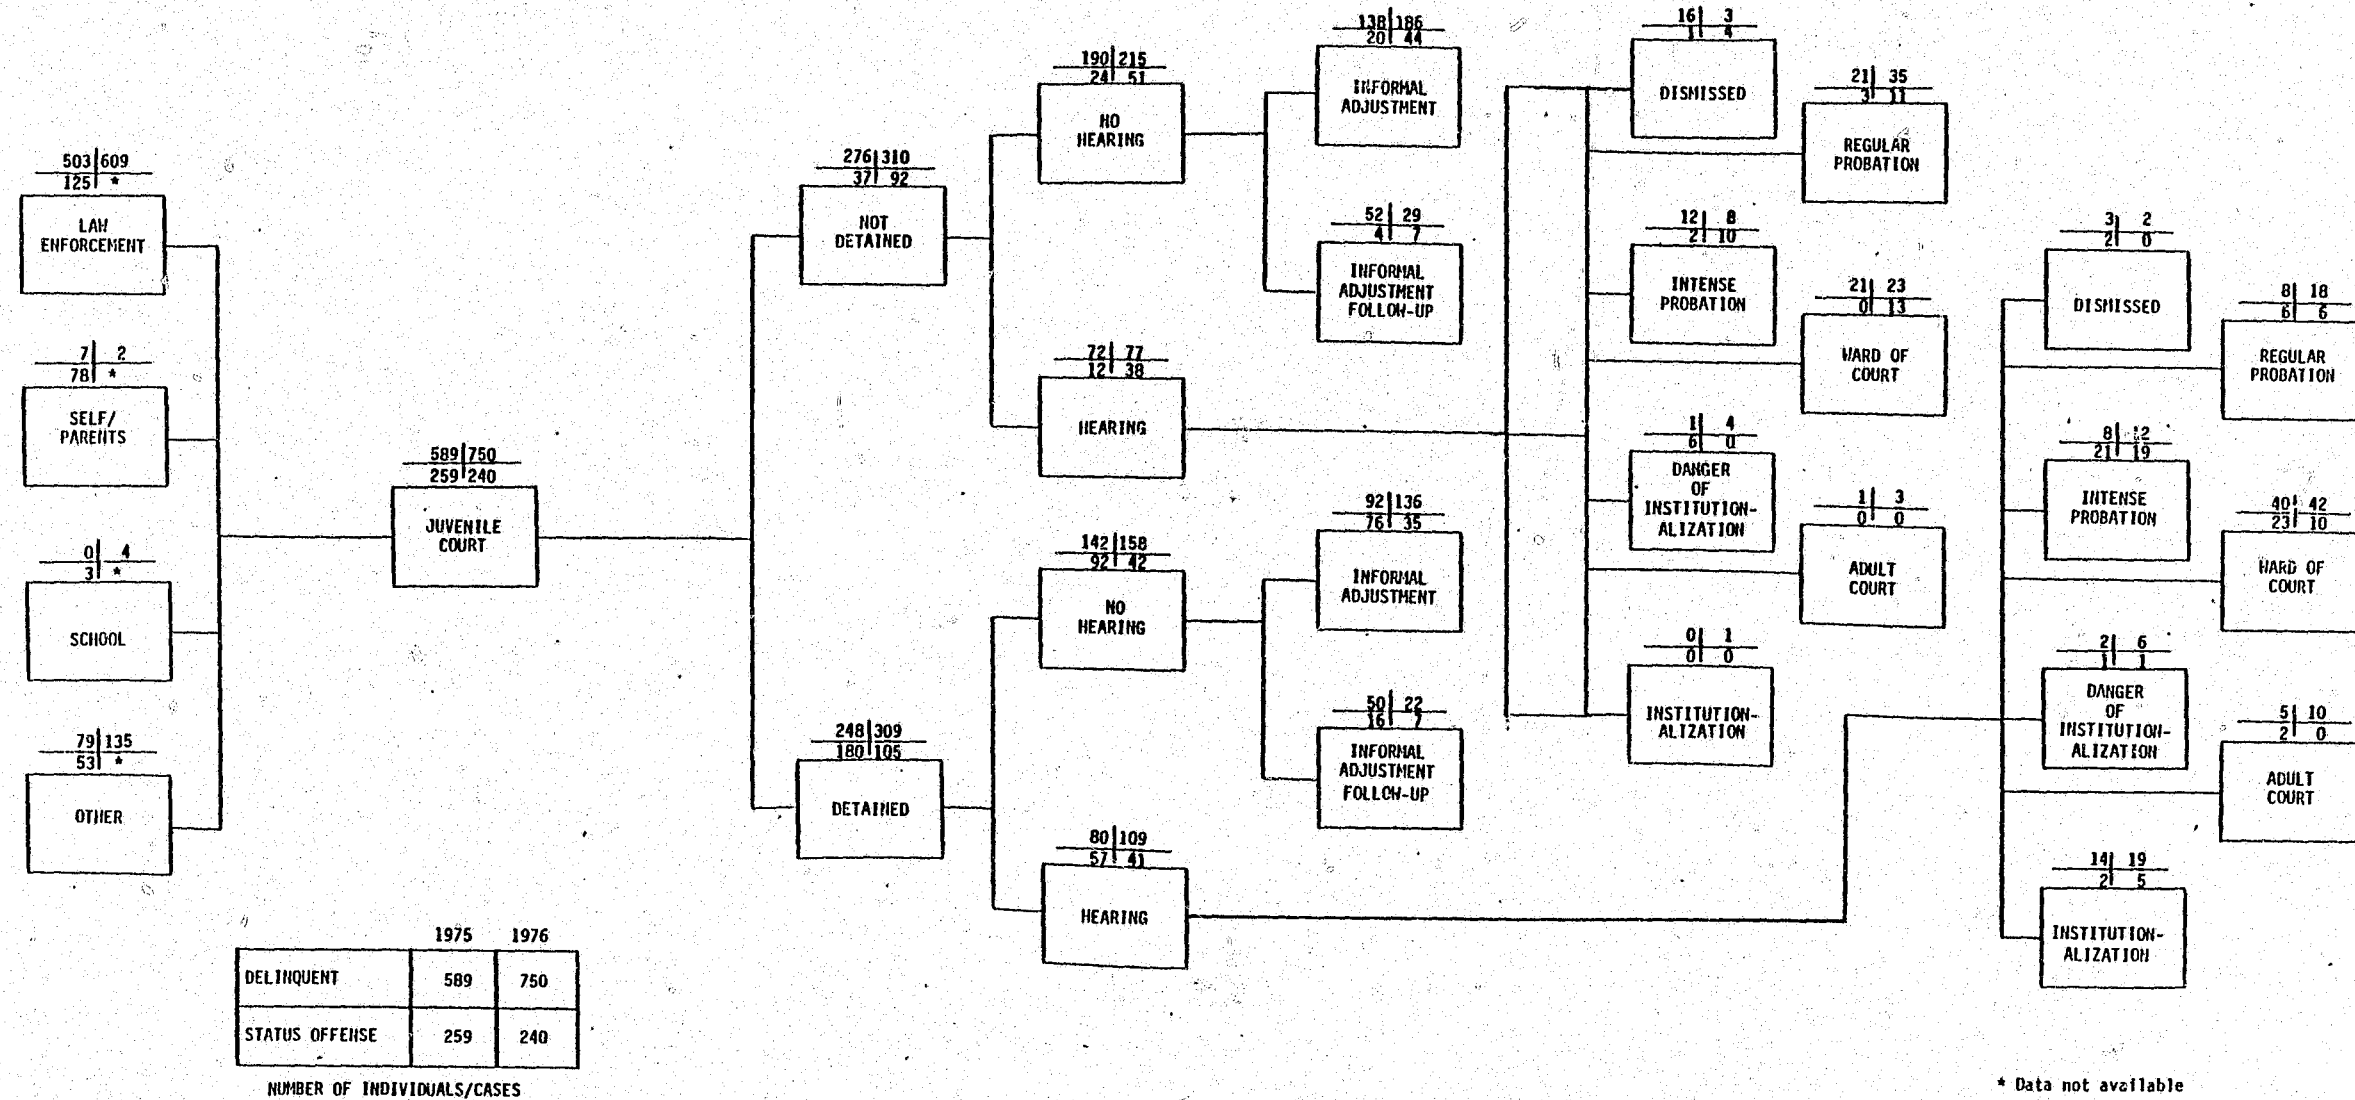 503 609
125 *
LAW
ENFORCEMENT
7 2
78 *
SELF/
PARENTS
0 4
3 *
SCHOOL
79 135
53 *
OTHER
589 750
259 240
JUVENILE
COURT
276 310
37 92
NOT
DETAINED
248 309
180 105
DETAINED
190 215
24 51
NO
HEARING
72 77
12 38
HEARING
142 158
92 42
NO
HEARING
80 109
57 41
HEARING
138 186
20 44
INFORMAL
ADJUSTMENT
52 29
4 7
INFORMAL
ADJUSTMENT
FOLLOW-UP
92 136
76 35
INFORMAL
ADJUSTMENT
50 22
16 7
INFORMAL
ADJUSTMENT
FOLLOW-UP
16 3
1 4
DISMISSED
21 35
3 11
REGULAR
PROBATION
12 8
2 10
INTENSE
PROBATION
21 23
0 13
WARD OF
COURT
1 4
6 0
DANGER
OF
INSTITUTION-
ALIZATION
1 3
0 0
ADULT
COURT
0 1
0 0
INSTITUTION-
ALIZATION
3 2
2 0
DISMISSED
8 18
6 6
REGULAR
PROBATION
8 12
21 19
INTENSE
PROBATION
40 42
23 10
WARD OF
COURT
2 6
1 1
DANGER
OF
INSTITUTION-
ALIZATION
5 10
2 0
ADULT
COURT
14 19
2 5
INSTITUTION-
ALIZATION
1975 1976
DELINQUENT 589 750
STATUS OFFENSE 259 240
NUMBER OF INDIVIDUALS/CASES
* Data not available